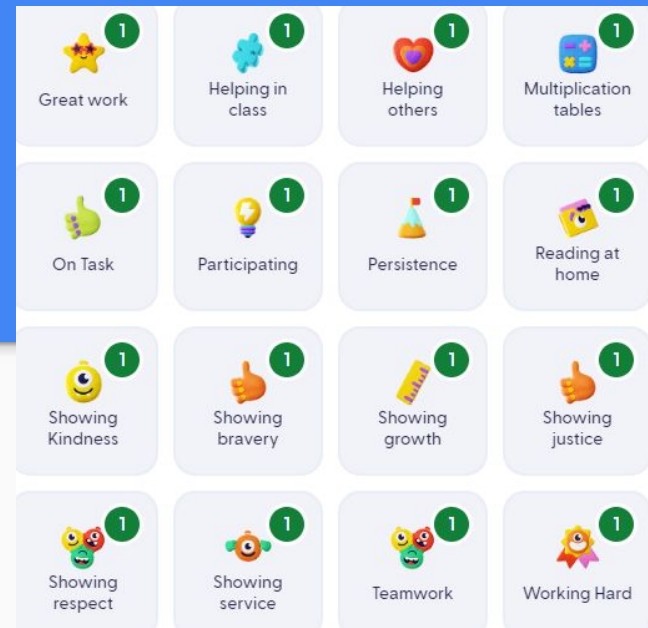 1
1
1
1
Great work
Helping in
class
Helping
others
Multiplication
tables
1
1
1
1
On Task
Participating
Persistence
Reading at
home
1
1
1
1
Showing
Kindness
Showing
bravery
Showing
growth
Showing
justice
1
1
1
1
Showing
respect
Showing
service
Teamwork
Working Hard